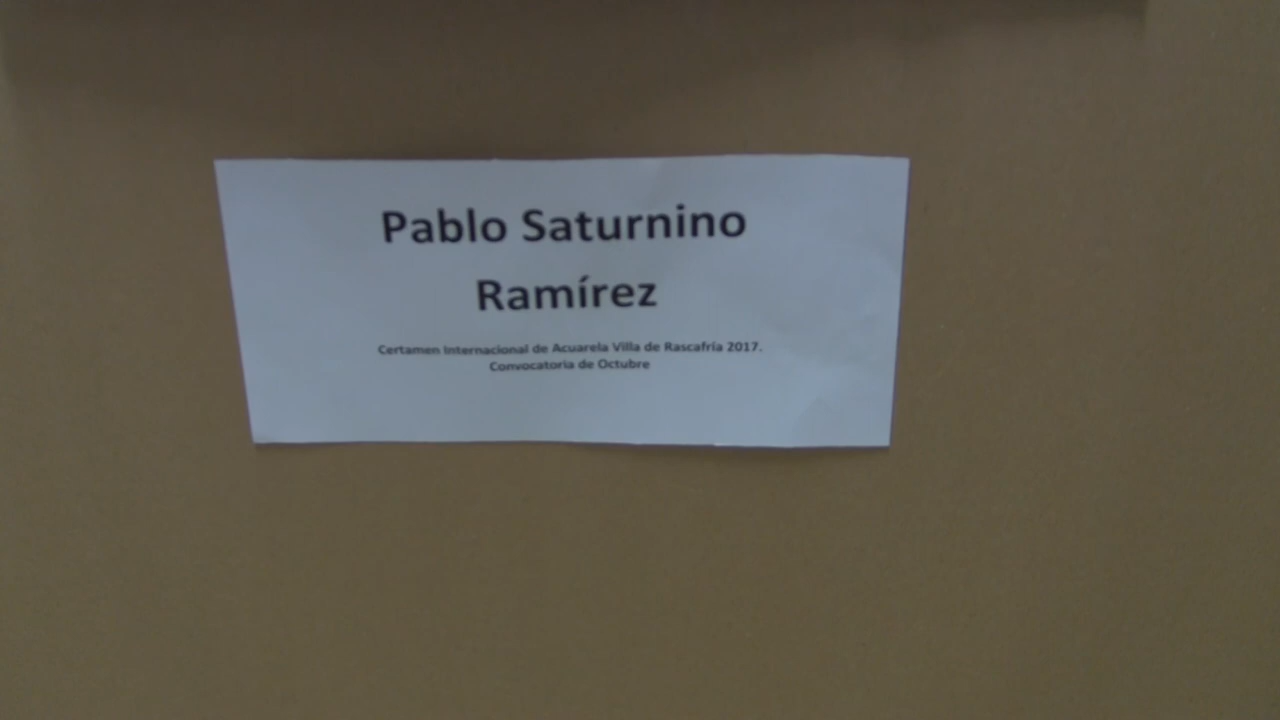 Pablo Saturnino
Ramírez
Certamen Internacional de Acuarela Villa de Rascafría 2017.
Convocatoria de Octubre